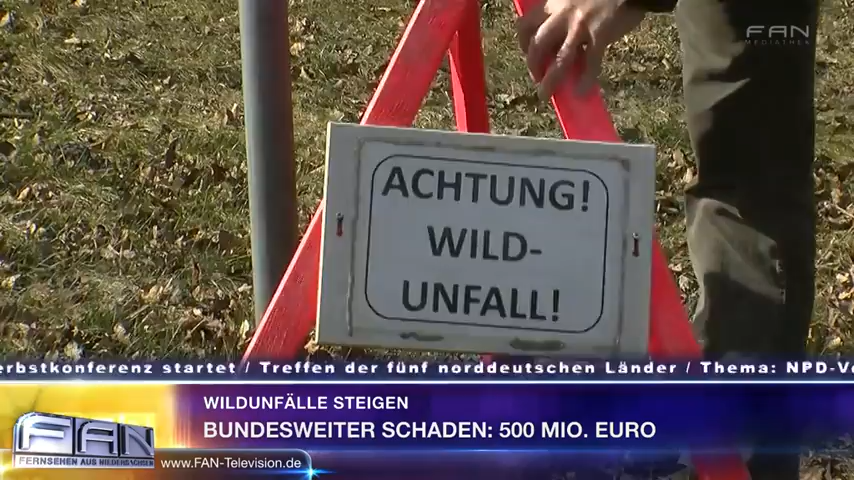 FAN
MEDIATHEK
ACHTUNG!
WILD-
UNFALL!
erbstkonferenz startet / Treffen der fünf norddeutschen Länder / Thema: NPD-V
WILDUNFÄLLE STEIGEN
BUNDESWEITER SCHADEN: 500 MIO. EURO
FAN
FERNSEHEN AUS NIEDERSACHSEN
www.FAN-Television.de